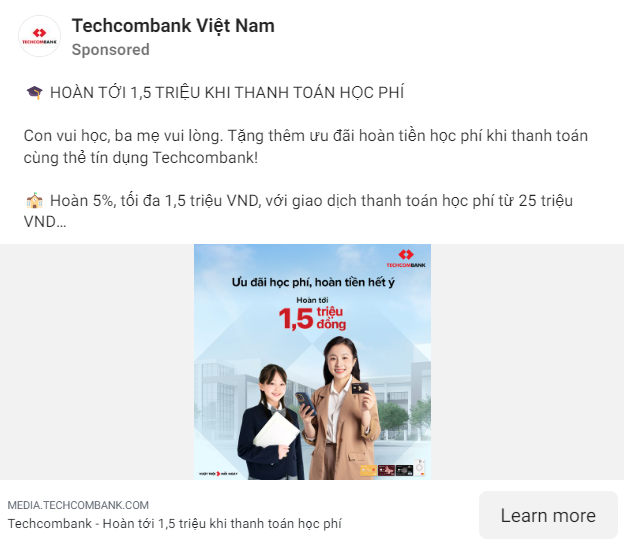 Techcombank Việt Nam
Sponsored
🎓 HOÀN TỚI 1,5 TRIỆU KHI THANH TOÁN HỌC PHÍ
Con vui học, ba mẹ vui lòng. Tặng thêm ưu đãi hoàn tiền học phí khi thanh toán
cùng thẻ tín dụng Techcombank!
🏫 Hoàn 5%, tối đa 1,5 triệu VND, với giao dịch thanh toán học phí từ 25 triệu
VND...
TECHCOMBANK
Ưu đãi học phí, hoàn tiền hết ý
Hoàn tới
1,5 triệu
đồng
VƯỢT TRỘI MỖI NGÀY
MEDIA.TECHCOMBANK.COM
Techcombank - Hoàn tới 1,5 triệu khi thanh toán học phí
Learn more